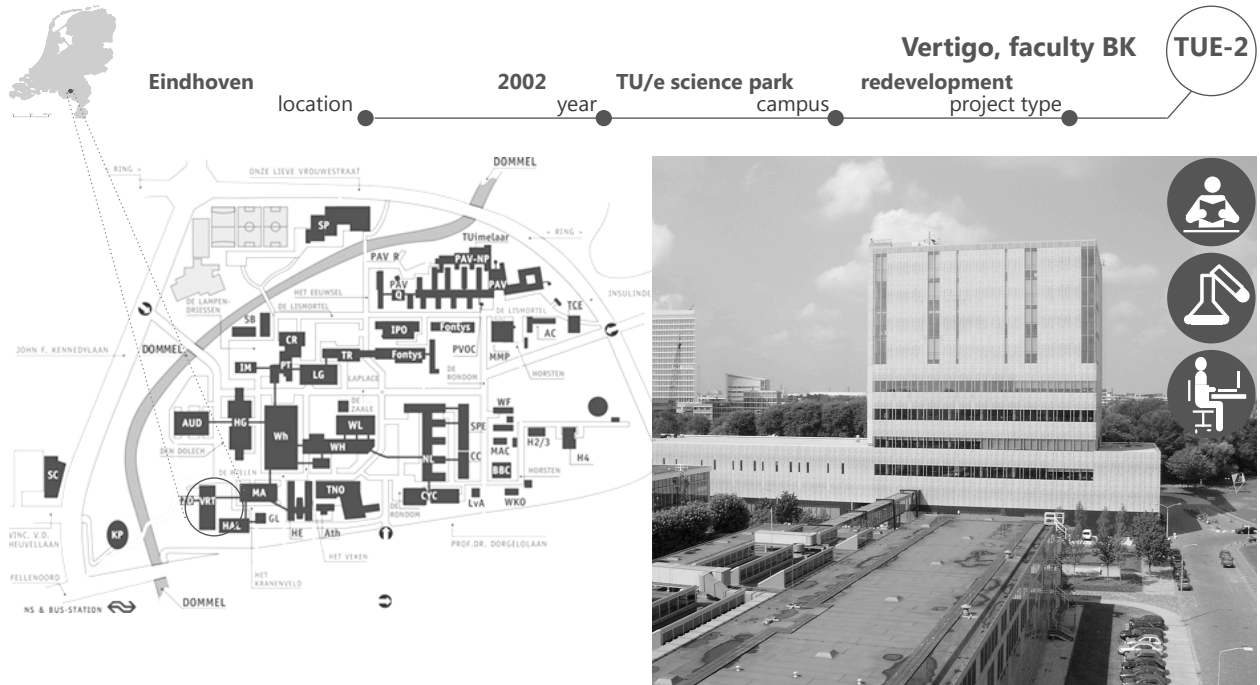 Vertigo, faculty BK
TUE-2
Eindhoven
2002
TU/e science park
redevelopment
location
year
campus
project type
DOMMEL
RING ›
ONZE LIEVE VROUWESTRAAT
SP
TUimelaar
‹ RING ›
PAV R
PAV-NP
PAV
PAV
Q
DE LAMPEN-
DRIESSEN
HET EEUWSEL
DE LISMORTEL
DE LISMORTEL
TCE
INSULINDE
SB
CR
IPO
Fontys
AC
JOHN F. KENNEDYLAAN
DOMMEL
IM
PT
LG
TR
Fontys
PVOC
MMP
LAPLACE
DE
RONDOM
HORSTEN
DE
ZAALE
AUD
HG
Wh
WL
WH
WF
SPE
MAC
H2/3
H4
DEN DOLECH
NL
CC
BBC
HORSTEN
SC
DE WIELEN
VRT
MA
TNO
CYC
LvA
WKO
KP
HAL
GL
HE
Ath
DE
RONDOM
VINC. V.D.
HEUVELLAAN
HET VEKEN
PROF.DR. DORGELOLAAN
FELLENOORD
HET
KRANENVELD
DOMMEL
NS & BUS-STATION